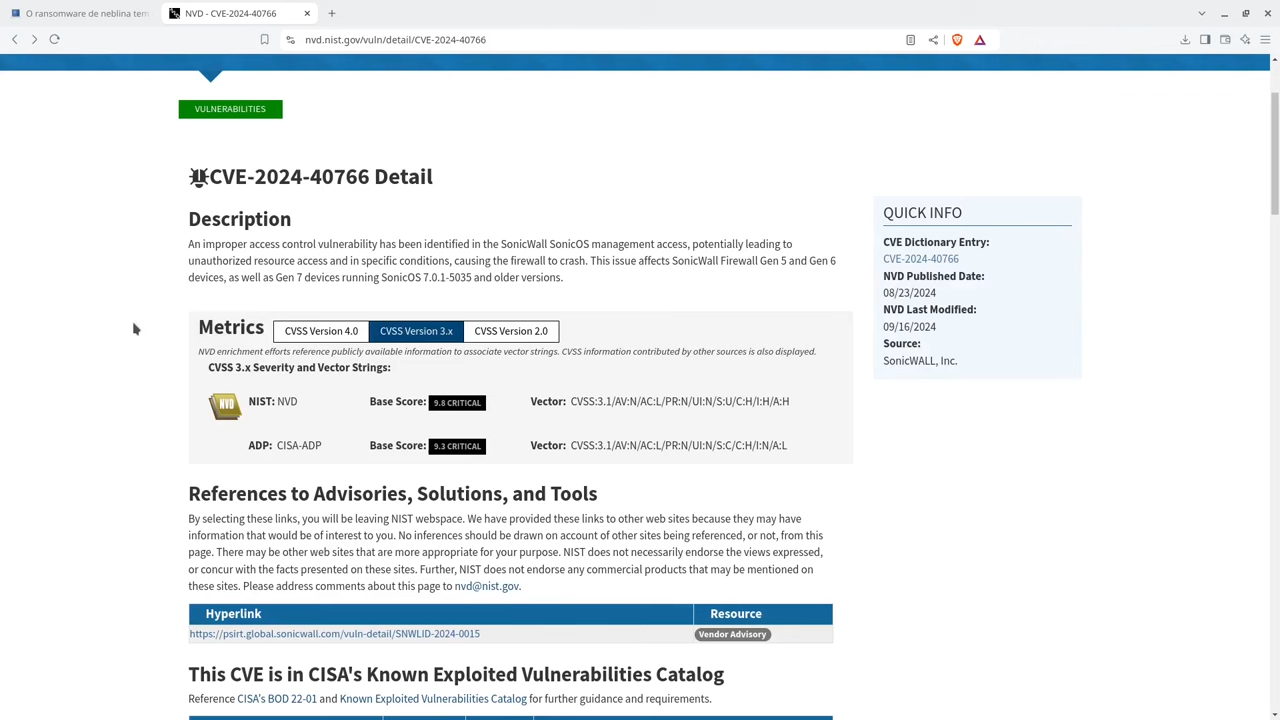 O ransomware de neblina tem
NVD - CVE-2024-40766
nvd.nist.gov/vuln/detail/CVE-2024-40766
VULNERABILITIES
CVE-2024-40766 Detail
Description
An improper access control vulnerability has been identified in the SonicWall SonicOS management access, potentially leading to
unauthorized resource access and in specific conditions, causing the firewall to crash. This issue affects SonicWall Firewall Gen 5 and Gen 6
devices, as well as Gen 7 devices running SonicOS 7.0.1-5035 and older versions.
Metrics
CVSS Version 4.0
CVSS Version 3.x
CVSS Version 2.0
NVD enrichment efforts reference publicly available information to associate vector strings. CVSS information contributed by other sources is also displayed.
CVSS 3.x Severity and Vector Strings:
NVD
NIST: NVD
Base Score: 9.8 CRITICAL
Vector: CVSS:3.1/AV:N/AC:L/PR:N/UI:N/S:U/C:H/I:H/A:H
ADP: CISA-ADP
Base Score: 9.3 CRITICAL
Vector: CVSS:3.1/AV:N/AC:L/PR:N/UI:N/S:C/C:H/I:N/A:L
References to Advisories, Solutions, and Tools
By selecting these links, you will be leaving NIST webspace. We have provided these links to other web sites because they may have
information that would be of interest to you. No inferences should be drawn on account of other sites being referenced, or not, from this
page. There may be other web sites that are more appropriate for your purpose. NIST does not necessarily endorse the views expressed,
or concur with the facts presented on these sites. Further, NIST does not endorse any commercial products that may be mentioned on
these sites. Please address comments about this page to nvd@nist.gov.
Hyperlink
Resource
https://psirt.global.sonicwall.com/vuln-detail/SNWLID-2024-0015
Vendor Advisory
This CVE is in CISA's Known Exploited Vulnerabilities Catalog
Reference CISA's BOD 22-01 and Known Exploited Vulnerabilities Catalog for further guidance and requirements.
QUICK INFO
CVE Dictionary Entry:
CVE-2024-40766
NVD Published Date:
08/23/2024
NVD Last Modified:
09/16/2024
Source:
SonicWALL, Inc.